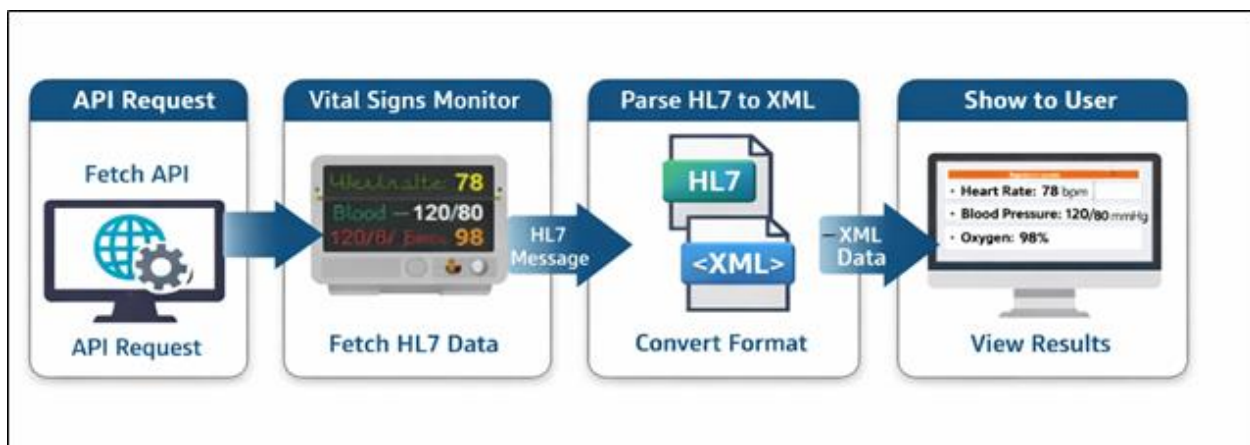 API Request
Fetch API
API Request
Vital Signs Monitor
78
Blood — 120/80
98
Fetch HL7 Data
HL7
Message
Parse HL7 to XML
HL7
<XML>
Convert Format
XML
Data
Show to User
• Heart Rate: 78 bpm
• Blood Pressure: 120/80 mmHg
• Oxygen: 98%
View Results